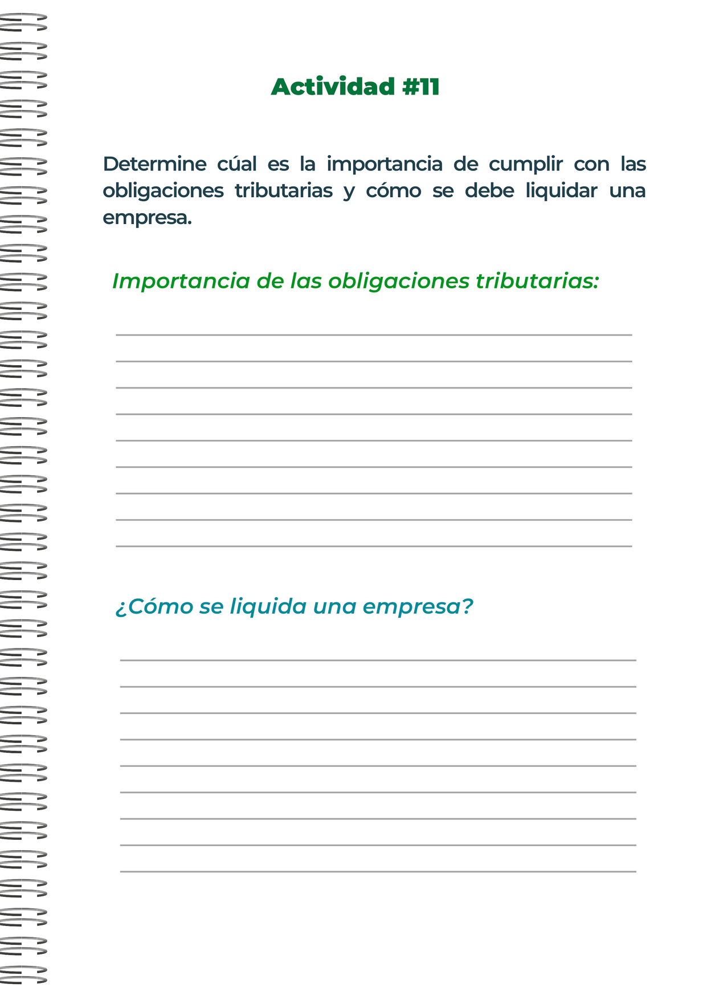 Actividad #11
Determine cúal es la importancia de cumplir con las
obligaciones tributarias y cómo se debe liquidar una
empresa.
Importancia de las obligaciones tributarias:
¿Cómo se liquida una empresa?